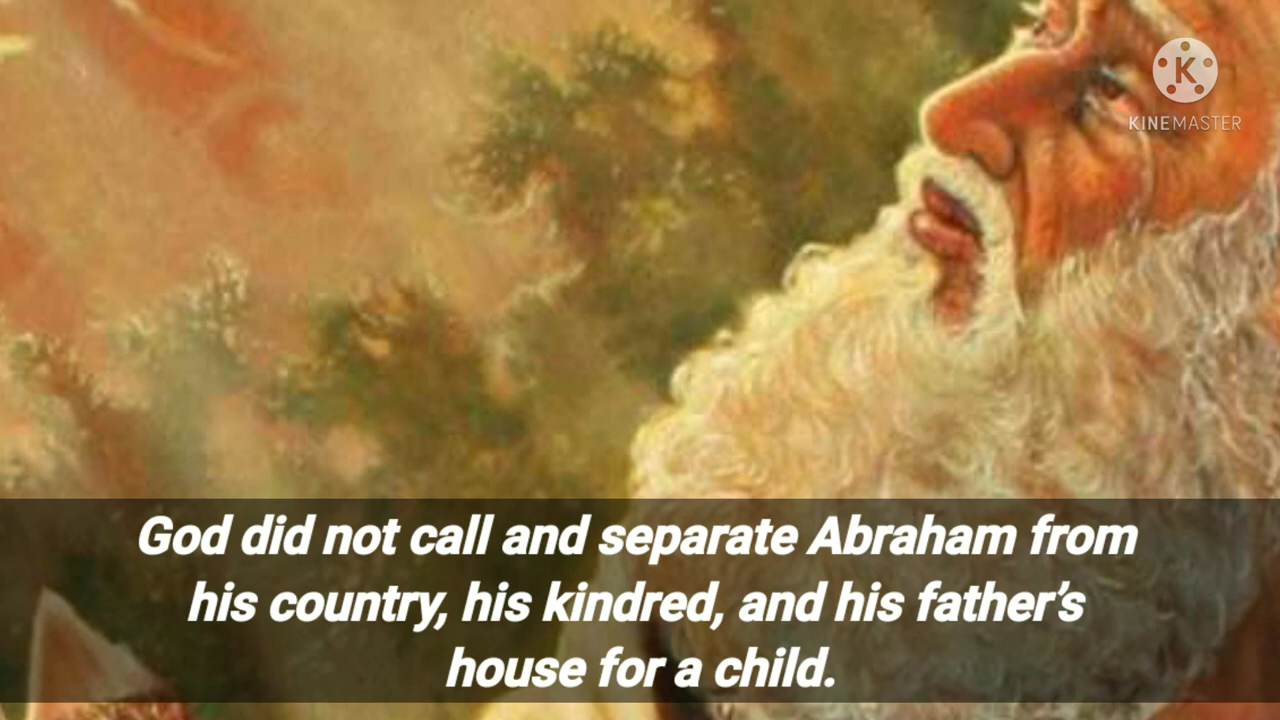 K
KINEMASTER
God did not call and separate Abraham from
his country, his kindred, and his father’s
house for a child.